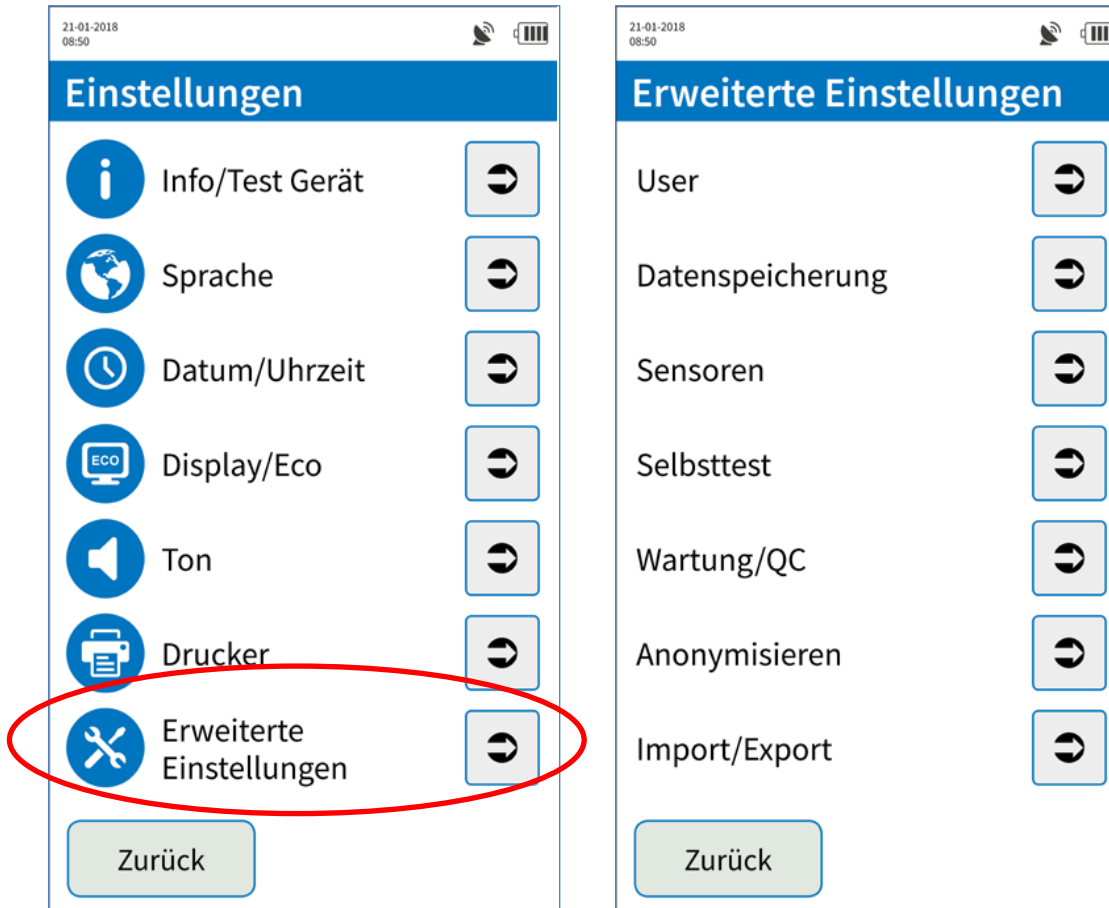 21-01-2018
08:50
Einstellungen
Info/Test Gerät
Sprache
Datum/Uhrzeit
ECO
Display/Eco
Ton
Drucker
Erweiterte
Einstellungen
Zurück
21-01-2018
08:50
Erweiterte Einstellungen
User
Datenspeicherung
Sensoren
Selbsttest
Wartung/QC
Anonymisieren
Import/Export
Zurück